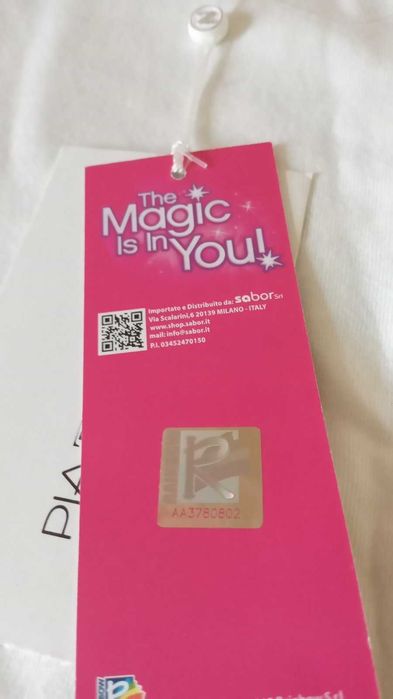 The
Magic
Is In
You!
Importato e Distribuito da: sabor Srl
Via Scalarini,6 20139 MILANO - ITALY
www.shop.sabor.it
mail: info@sabor.it
P.I. 03452470150
R
AA3780802
PIA